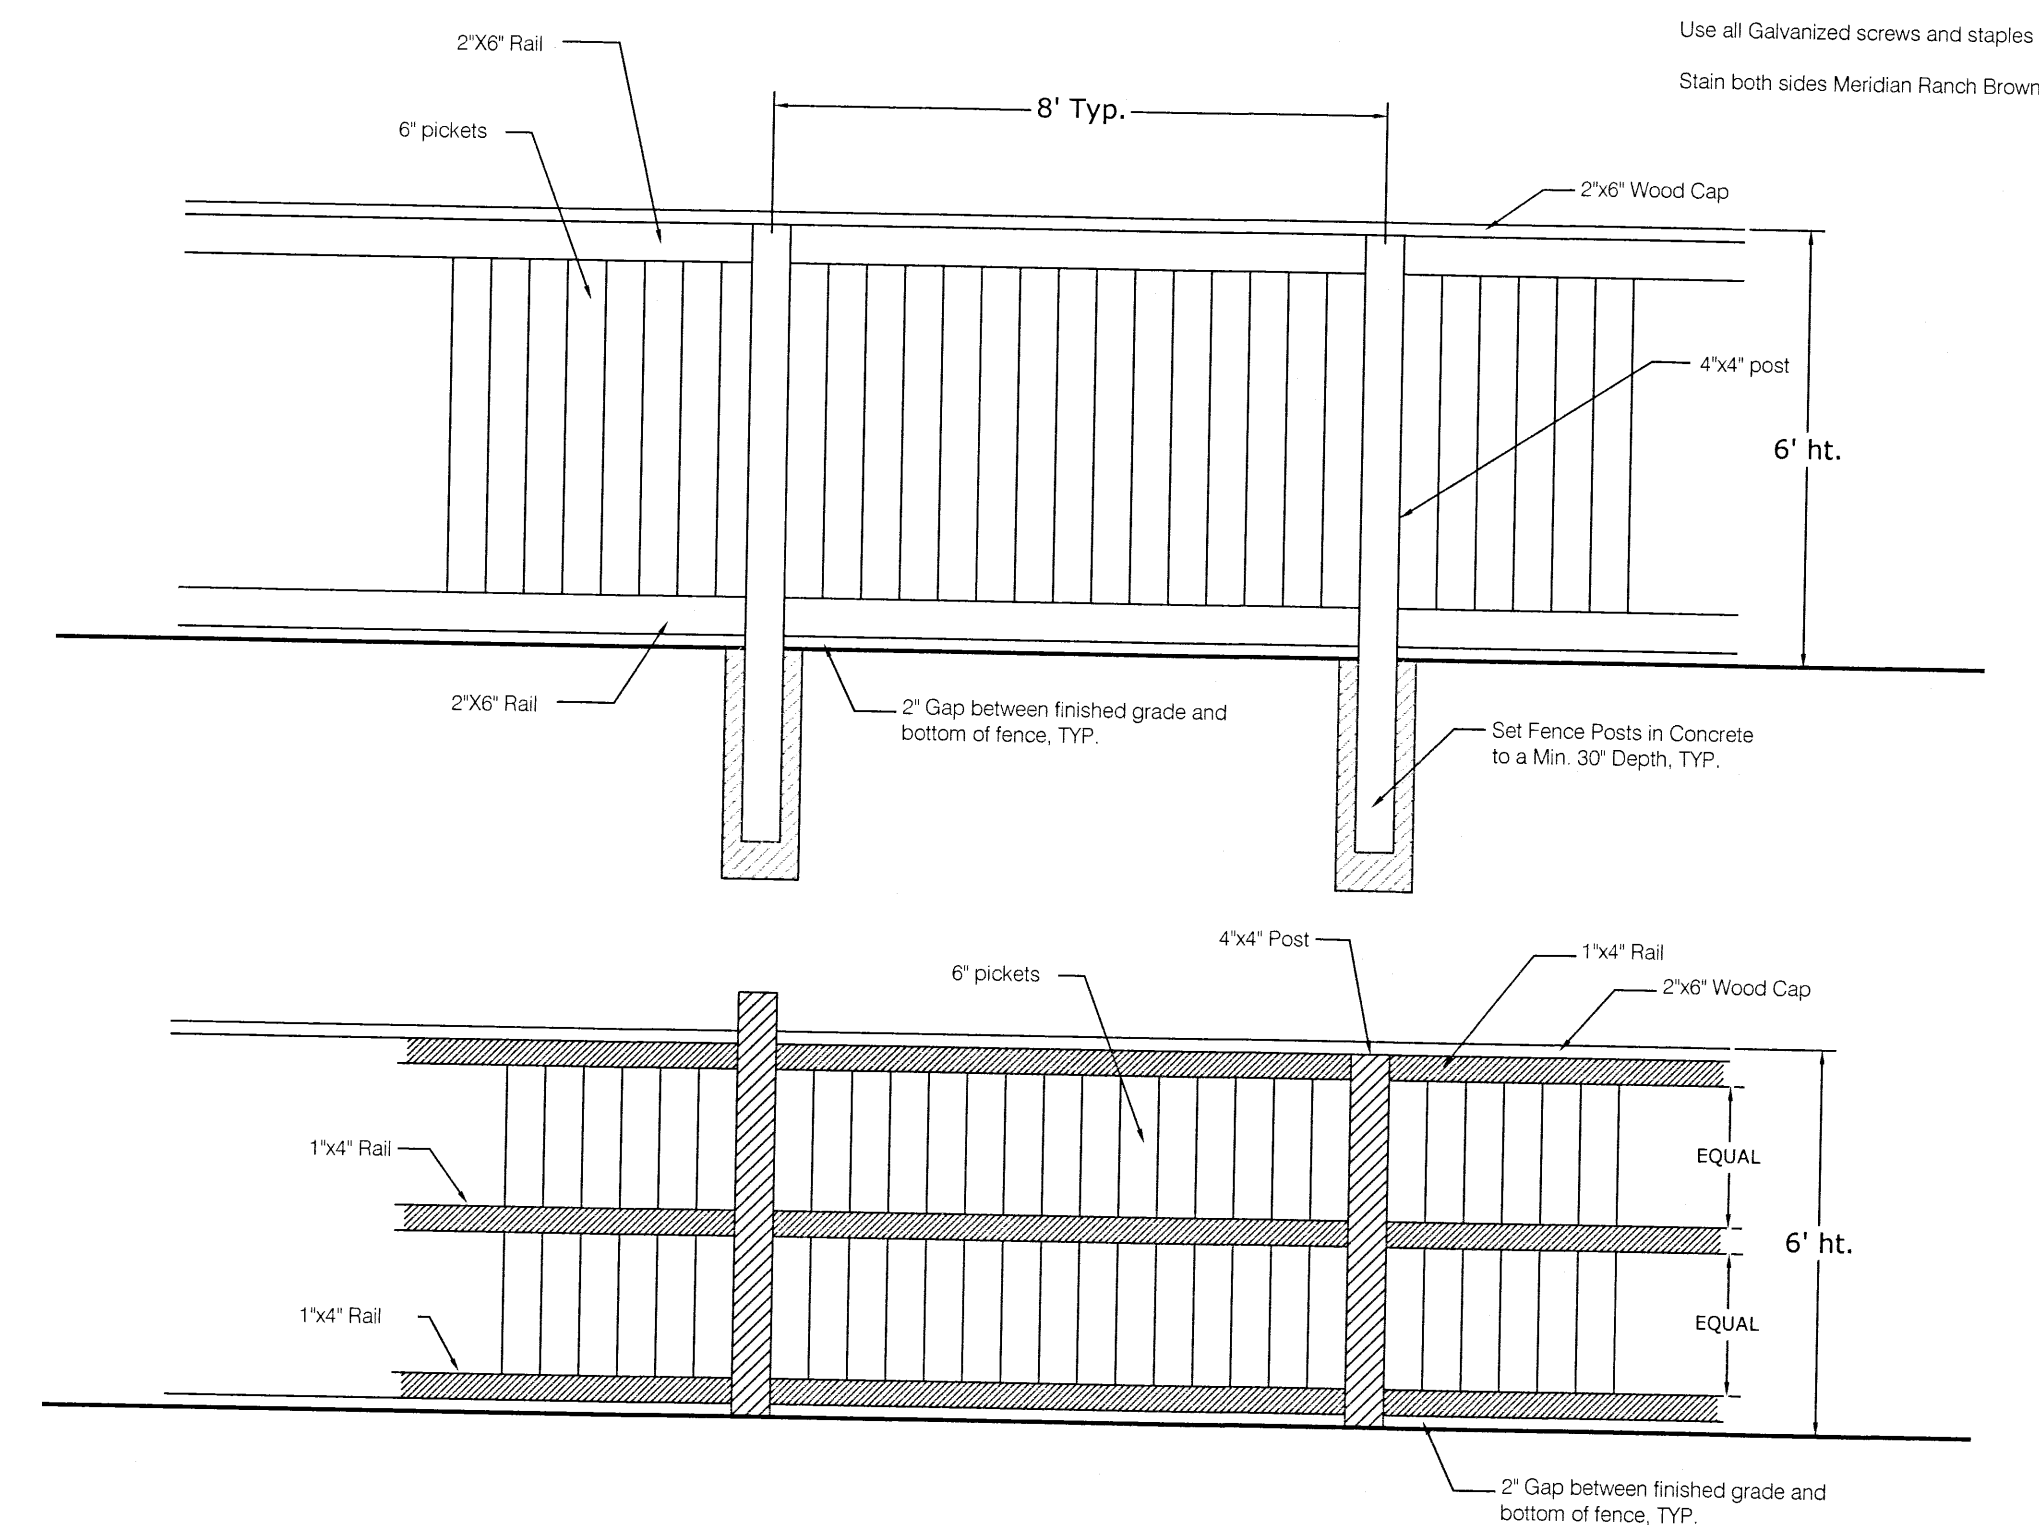 Use all Galvanized screws and staples
Stain both sides Meridian Ranch Brown
2"X6" Rail
8' Typ.
6" pickets
2"x6" Wood Cap
4"x4" post
6' ht.
2"X6" Rail
2" Gap between finished grade and
bottom of fence, TYP.
Set Fence Posts in Concrete
to a Min. 30" Depth, TYP.
4"x4" Post
1"x4" Rail
6" pickets
2"x6" Wood Cap
1"x4" Rail
EQUAL
6' ht.
1"x4" Rail
EQUAL
2" Gap between finished grade and
bottom of fence, TYP.